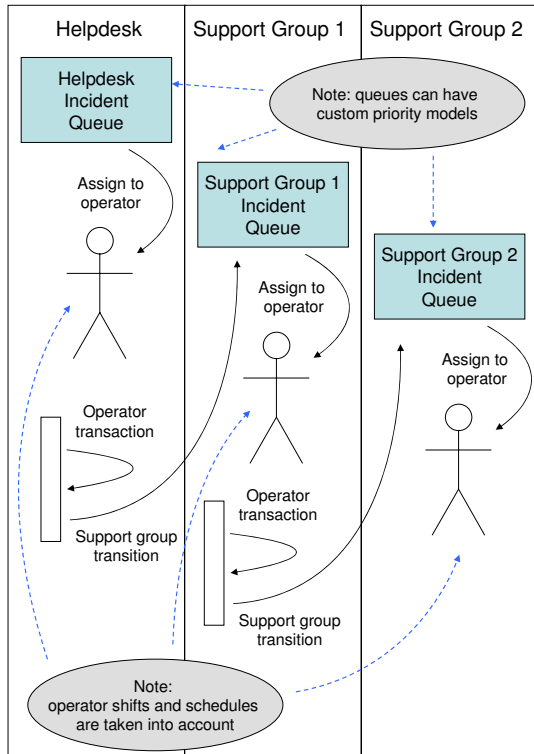 Helpdesk
Support Group 1
Support Group 2
Helpdesk
Incident
Queue
Note: queues can have
custom priority models
Assign to
operator
Support Group 1
Incident
Queue
Support Group 2
Incident
Queue
Assign to
operator
Assign to
operator
Operator
transaction
Support group
transition
Operator
transaction
Support group
transition
Note:
operator shifts and schedules
are taken into account